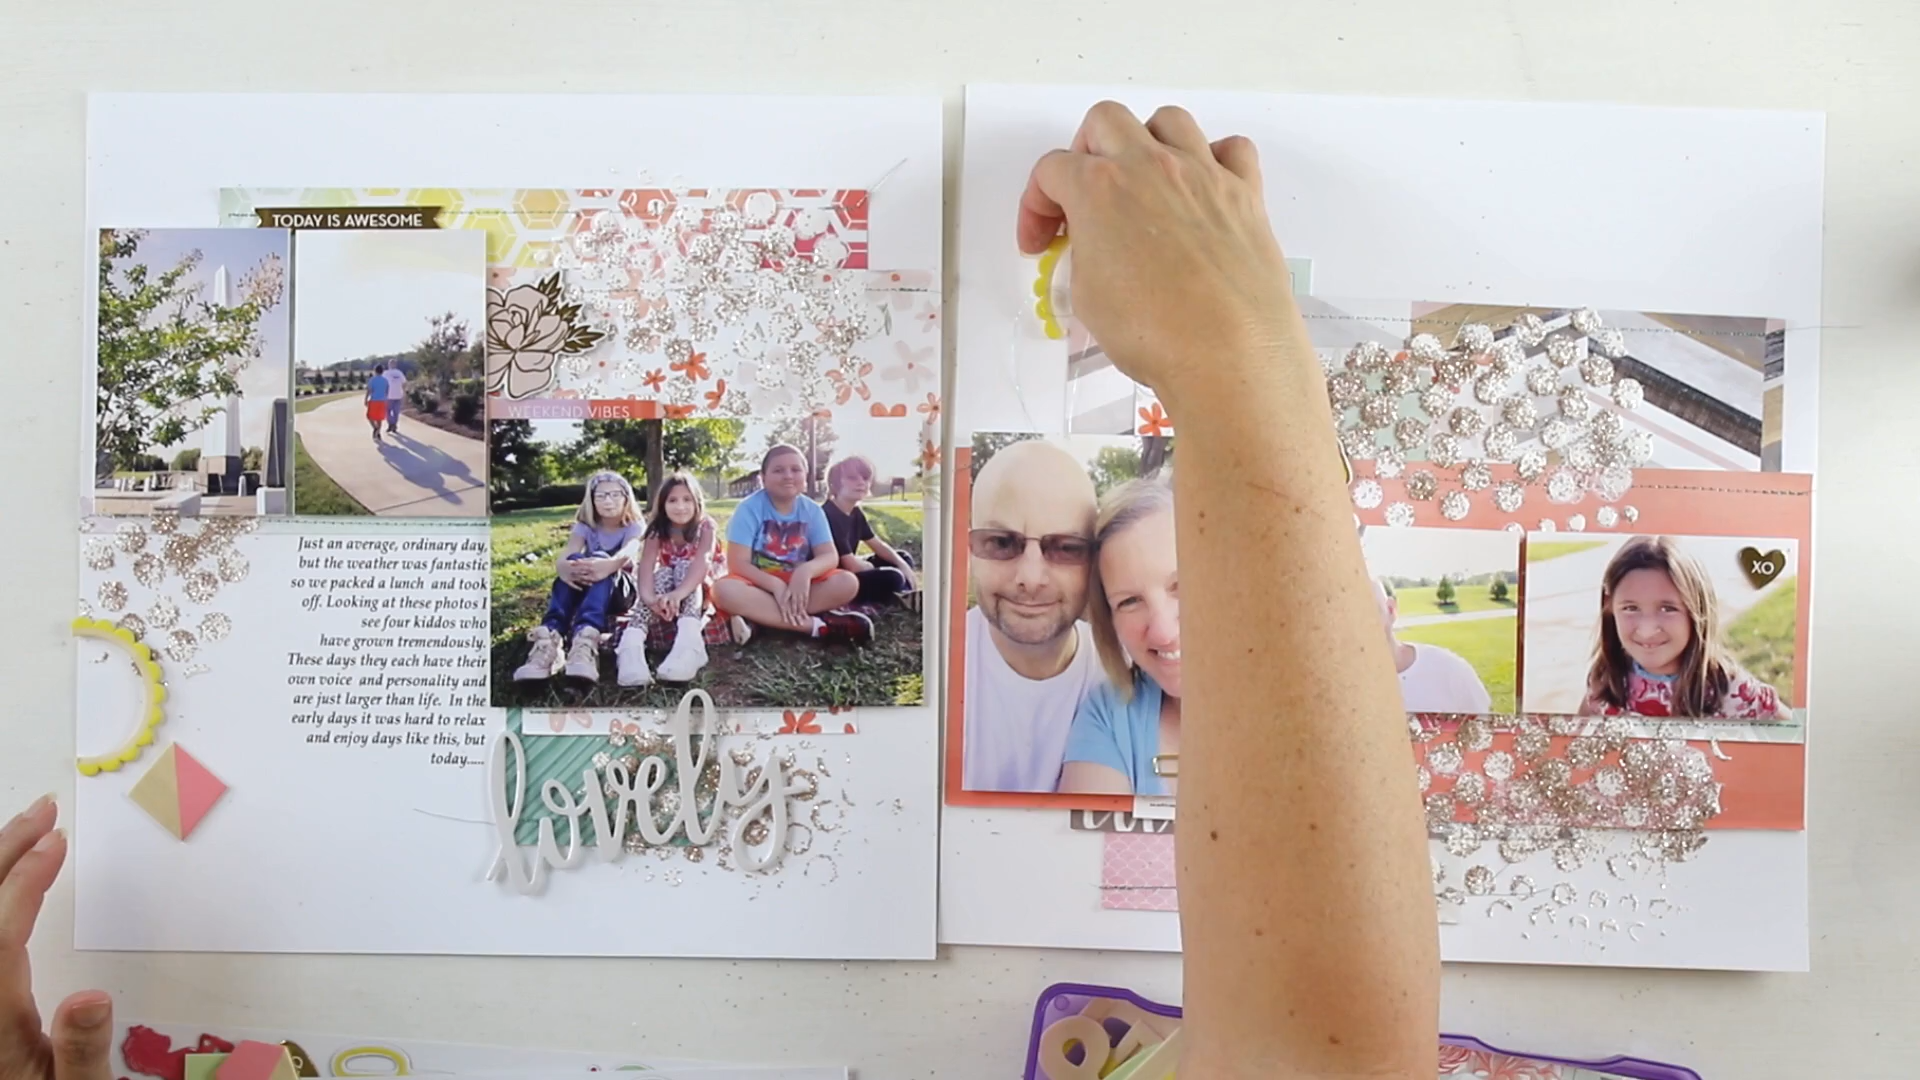 TODAY IS AWESOME
WEEKEND VIBES
Just an average, ordinary day,
but the weather was fantastic
so we packed a lunch and took
off. Looking at these photos I
see four kiddos who
have grown tremendously.
These days they each have their
own voice and personality and
are just larger than life. In the
early days it was hard to relax
and enjoy days like this, but
today.....
lovely
XO